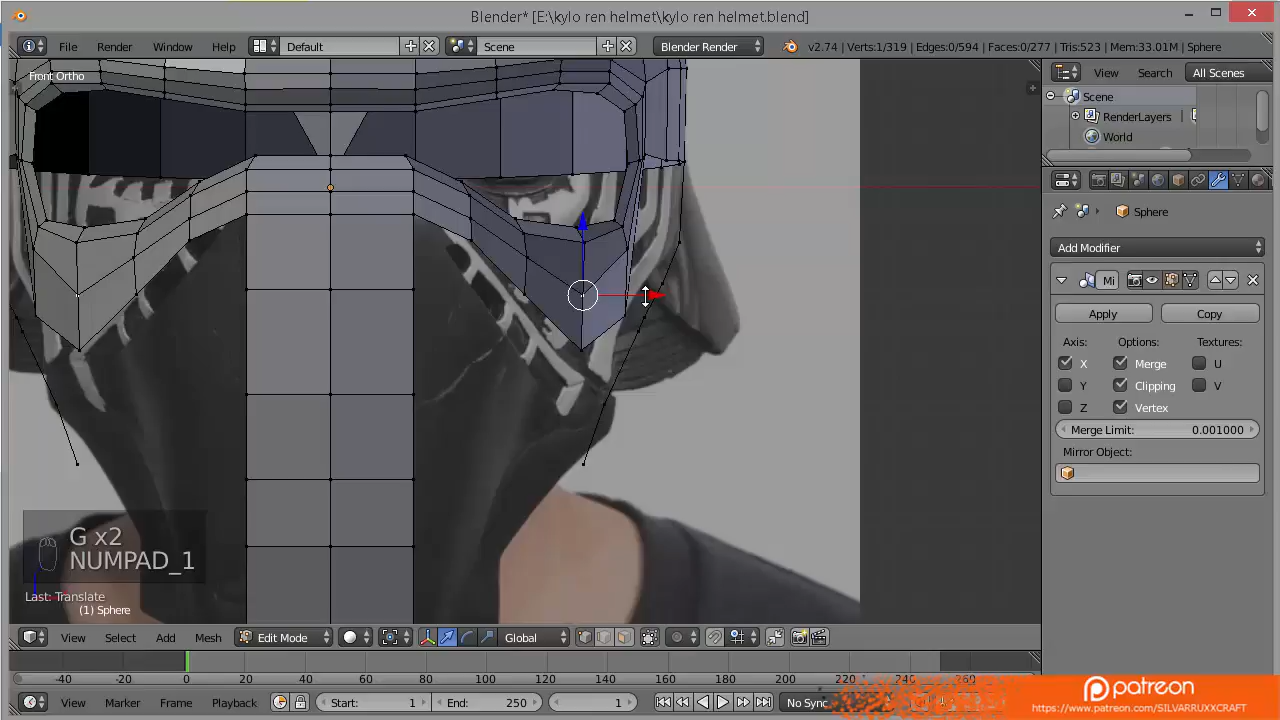 Blender* [E:\kylo ren helmet\kylo ren helmet.blend]
File Render Window Help Default Scene Blender Render v2.74 | Verts:1/319 | Edges:0/594 | Faces:0/277 | Tris:523 | Mem:33.01M | Sphere
Front Ortho
View Search All Scenes
Scene
RenderLayers
World
Sphere
Add Modifier
Mi
Apply Copy
Axis: Options: Textures:
X Merge U
Y Clipping V
Z Vertex
Merge Limit: 0.001000
Mirror Object:
G x2
NUMPAD_1
Last: Translate
(1) Sphere
View Select Add Mesh Edit Mode Global
-40 -20 0 20 40 60 80 100 120 140 160 180 200 220 240 260
View Marker Frame Playback Start: 1 End: 250 1 No Sync
patreon
https://www.patreon.com/SILVARRUXXCRAFT